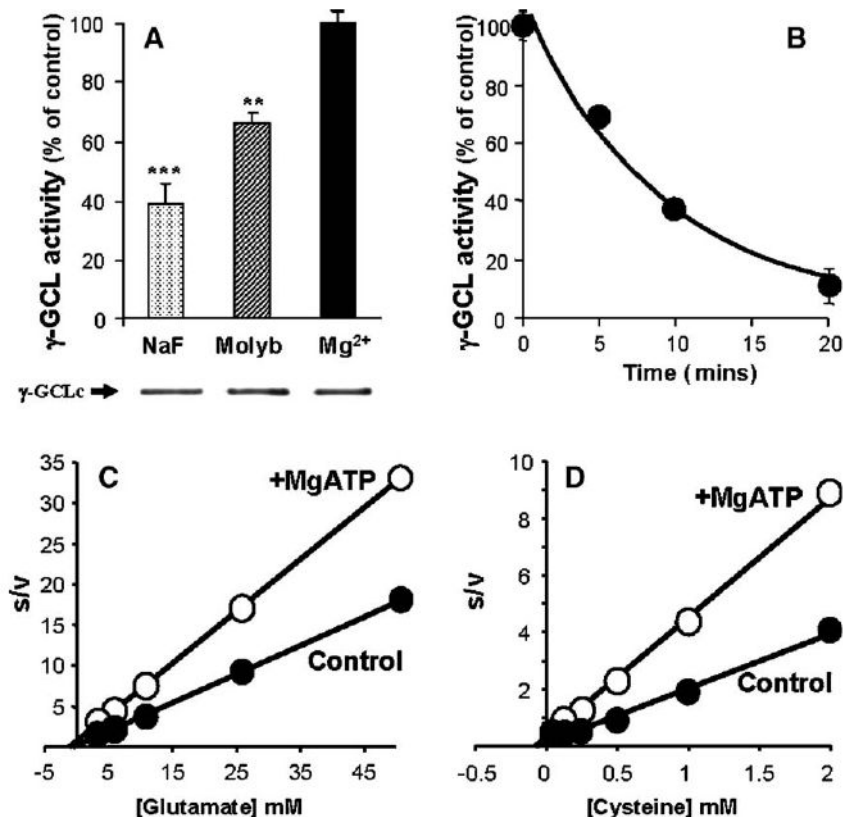 A
γ-GCL activity (% of control)
100
80
60
40
20
0
***
**
NaF Molyb Mg²⁺
γ-GCLc
B
γ-GCL activity (% of control)
100
80
60
40
20
0
0 5 10 15 20
Time (mins)
C
s/v
35
30
25
20
15
10
5
+MgATP
Control
-5 5 15 25 35 45
[Glutamate] mM
D
s/v
10
8
6
4
2
+MgATP
Control
-0.5 0 0.5 1 1.5 2
[Cysteine] mM